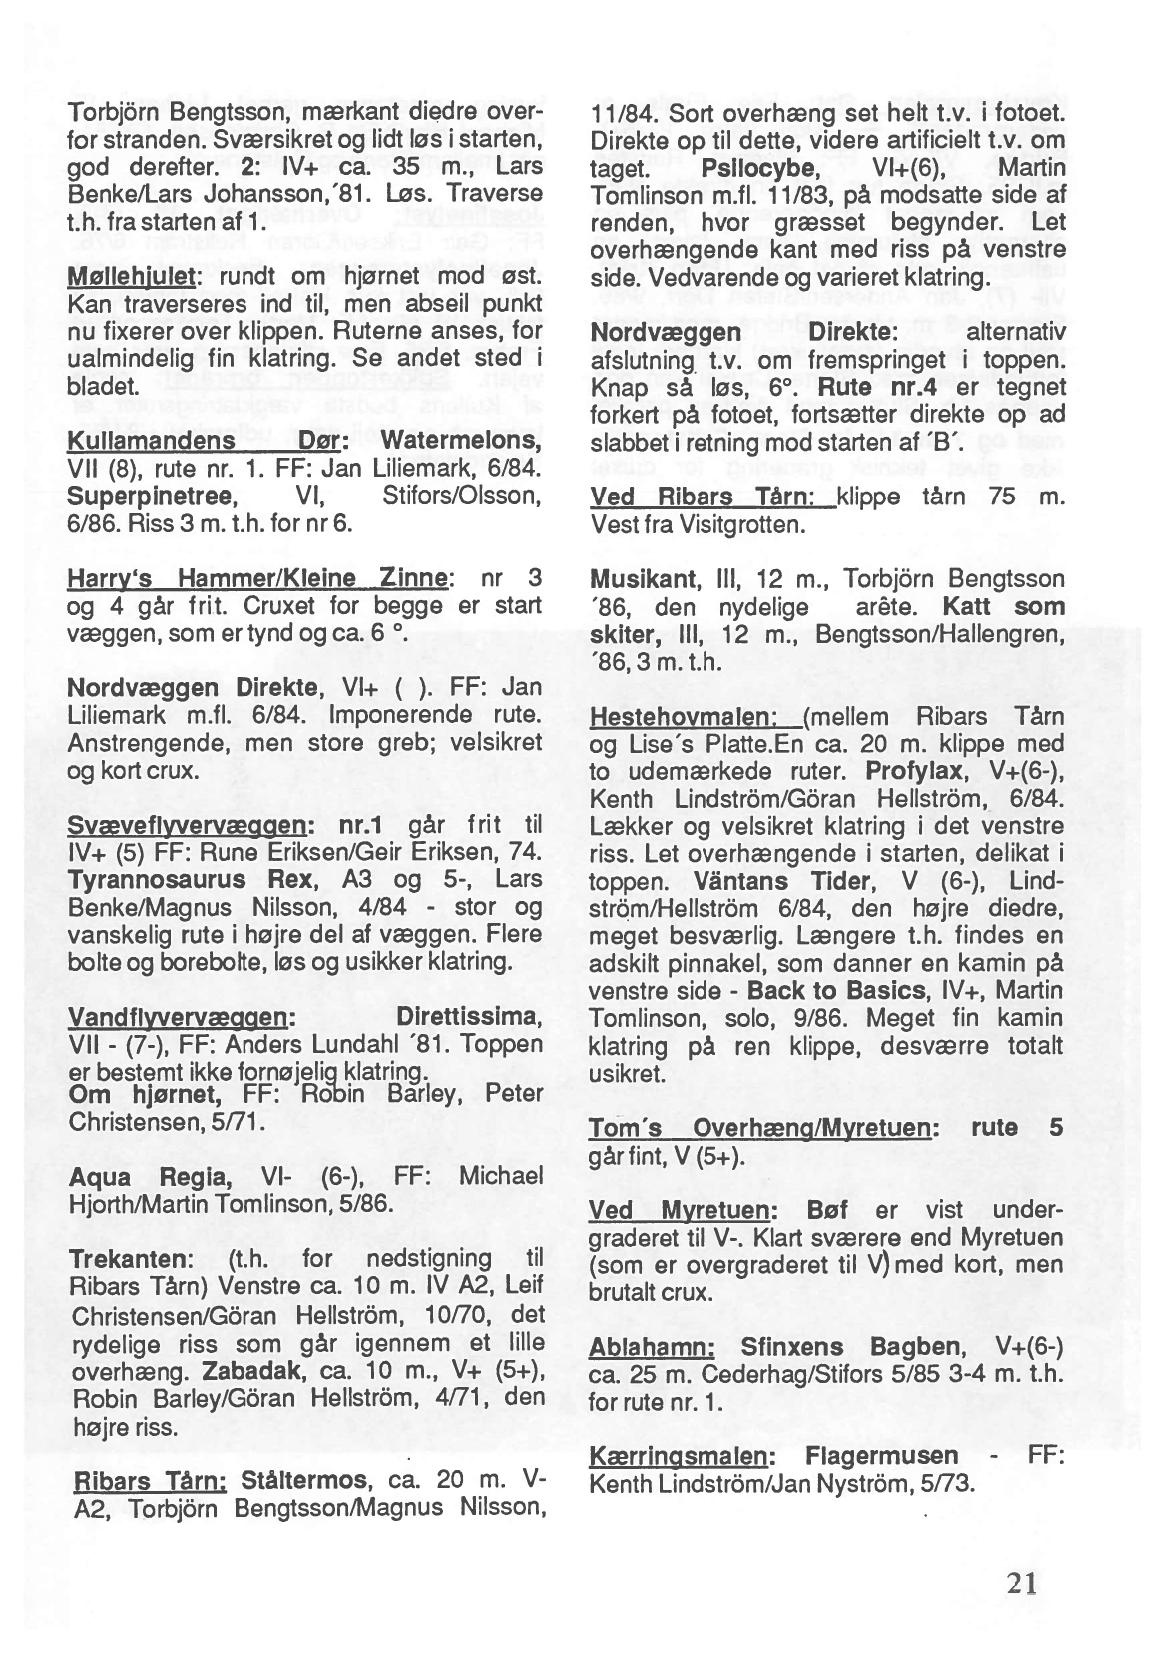 Torbjörn Bengtsson, mærkant diedre over-
for stranden. Sværsikret og lidt løs i starten,
god derefter. 2: IV+ ca. 35 m., Lars
Benke/Lars Johansson,´81. Løs. Traverse
t.h. fra starten af 1.

Møllehjulet: rundt om hjørnet mod øst.
Kan traverseres ind til, men abseil punkt
nu fixerer over klippen. Ruterne anses, for
ualmindelig fin klatring. Se andet sted i
bladet.

Kullamandens Dør: Watermelons,
VII (8), rute nr. 1. FF: Jan Liliemark, 6/84.
Superpinetree, VI, Stifors/Olsson,
6/86. Riss 3 m. t.h. for nr 6.

Harry‘s Hammer/Kleine Zinne: nr 3
og 4 går frit. Cruxet for begge er start
væggen, som er tynd og ca. 6 °.

Nordvæggen Direkte, VI+ ( ). FF: Jan
Liliemark m.fl. 6/84. Imponerende rute.
Anstrengende, men store greb; velsikret
og kort crux.

Svæveflyvervæggen: nr.1 går frit til
IV+ (5) FF: Rune Eriksen/Geir Eriksen, 74.
Tyrannosaurus Rex, A3 og 5-, Lars
Benke/Magnus Nilsson, 4/84 - stor og
vanskelig rute i højre del af væggen. Flere
bolte og borebolte, løs og usikker klatring.

Vandflyvervæggen: Direttissima,
VII - (7-), FF: Anders Lundahl ´81. Toppen
er bestemt ikke fornøjelig klatring.
Om hjørnet, FF: Robin Barley, Peter
Christensen, 5/71.

Aqua Regia, VI- (6-), FF: Michael
Hjorth/Martin Tomlinson, 5/86.

Trekanten: (t.h. for nedstigning til
Ribars Tårn) Venstre ca. 10 m. IV A2, Leif
Christensen/Göran Hellström, 10/70, det
rydelige riss som går igennem et lille
overhæng. Zabadak, ca. 10 m., V+ (5+),
Robin Barley/Göran Hellström, 4/71, den
højre riss.

Ribars Tårn: Ståltermos, ca. 20 m. V-
A2, Torbjörn Bengtsson/Magnus Nilsson,
11/84. Sort overhæng set helt t.v. i fotoet.
Direkte op til dette, videre artificielt t.v. om
taget. Psilocybe, VI+(6), Martin
Tomlinson m.fl. 11/83, på modsatte side af
renden, hvor græsset begynder. Let
overhængende kant med riss på venstre
side. Vedvarende og varieret klatring.

Nordvæggen Direkte: alternativ
afslutning t.v. om fremspringet i toppen.
Knap så løs, 6°. Rute nr.4 er tegnet
forkert på fotoet, fortsætter direkte op ad
slabbet i retning mod starten af ´B´.

Ved Ribars Tårn: klippe tårn 75 m.
Vest fra Visitgrotten.

Musikant, III, 12 m., Torbjörn Bengtsson
´86, den nydelige arête. Katt som
skiter, III, 12 m., Bengtsson/Hallengren,
´86, 3 m. t.h.

Hestehovmalen: (mellem Ribars Tårn
og Lise´s Platte.En ca. 20 m. klippe med
to udemærkede ruter. Profylax, V+(6-),
Kenth Lindström/Göran Hellström, 6/84.
Lækker og velsikret klatring i det venstre
riss. Let overhængende i starten, delikat i
toppen. Väntans Tider, V (6-), Lind-
ström/Hellström 6/84, den højre diedre,
meget besværlig. Længere t.h. findes en
adskilt pinnakel, som danner en kamin på
venstre side - Back to Basics, IV+, Martin
Tomlinson, solo, 9/86. Meget fin kamin
klatring på ren klippe, desværre totalt
usikret.

Tom´s Overhæng/Myretuen: rute 5
går fint, V (5+).

Ved Myretuen: Bøf er vist under-
graderet til V-. Klart sværere end Myretuen
(som er overgraderet til V) med kort, men
brutalt crux.

Ablahamn: Sfinxens Bagben, V+(6-)
ca. 25 m. Cederhag/Stifors 5/85 3-4 m. t.h.
for rute nr. 1.

Kærringsmalen: Flagermusen - FF:
Kenth Lindström/Jan Nyström, 5/73.

21